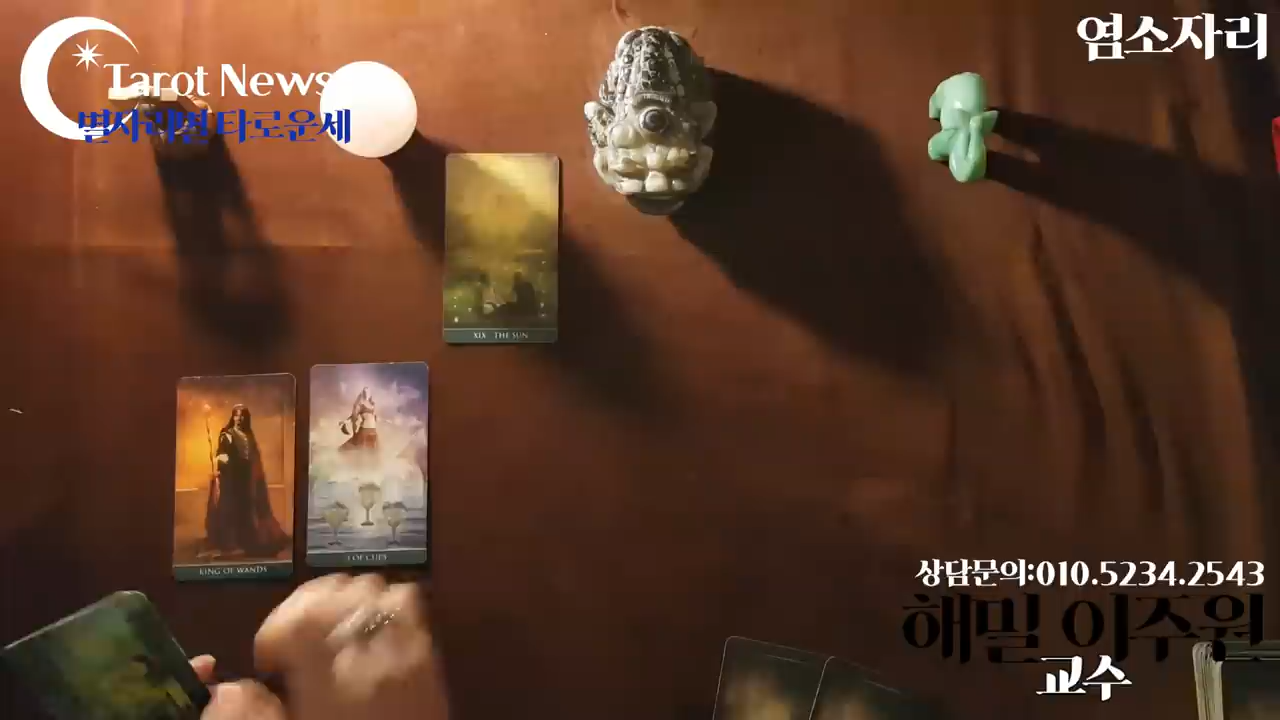 염소자리
Tarot News
별자리별 타로운세
XIX THE SUN
KING OF WANDS
3 OF CUPS
상담문의:010.5234.2543
해밀 이주원
교수